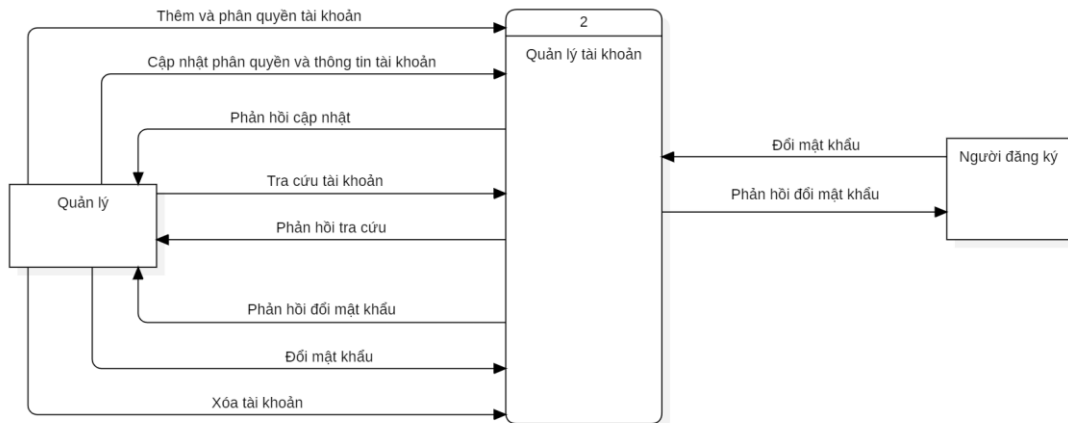 Thêm và phân quyền tài khoản
2
Quản lý tài khoản
Cập nhật phân quyền và thông tin tài khoản
Phản hồi cập nhật
Đổi mật khẩu
Người đăng ký
Tra cứu tài khoản
Quản lý
Phản hồi đổi mật khẩu
Phản hồi tra cứu
Phản hồi đổi mật khẩu
Đổi mật khẩu
Xóa tài khoản